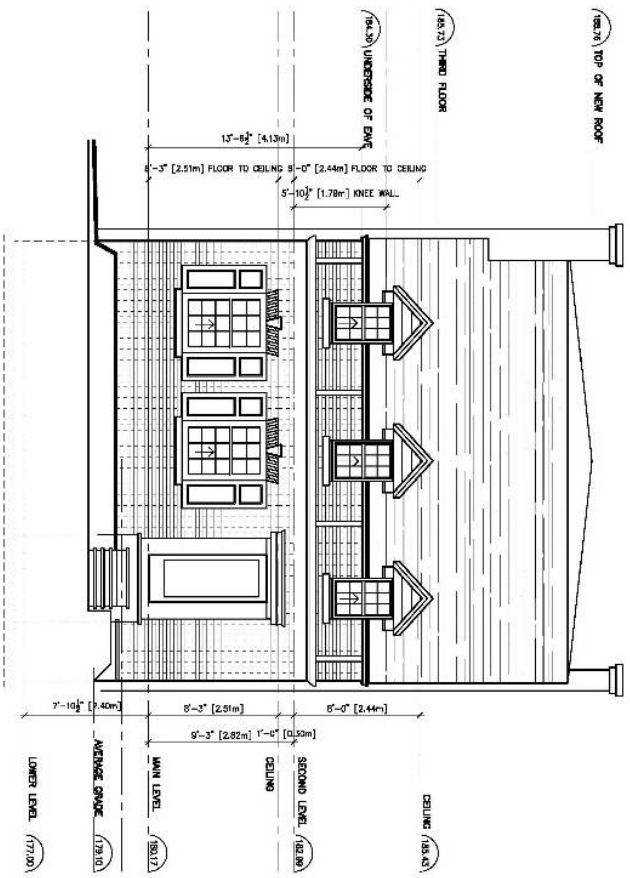 188.76 TOP OF NEW ROOF
185.73 THIRD FLOOR
184.30 UNDERSIDE OF EAVE
13'-6½" [4.13m]
8'-3" [2.51m] FLOOR TO CEILING
8'-0" [2.44m] FLOOR TO CEILING
5'-10½" [1.79m] KNEE WALL
7'-10½" [2.40m]
8'-3" [2.51m]
8'-0" [2.44m]
9'-3" [2.82m]
1'-0" [0.30m]
CEILING 185.43
SECOND LEVEL 182.99
CEILING
MAIN LEVEL 180.17
AVERAGE GRADE 179.10
LOWER LEVEL 177.00